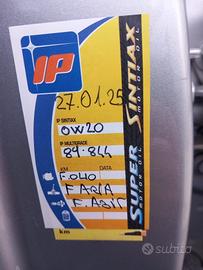 IP
27.01.25
IP SINTIAX
0W20
IP MULTIGRADE
89.844
KM DATA
F.OLIO
F ARIA
F ABIT
km
SUPER SINTIAX
MOTOR OIL
subito